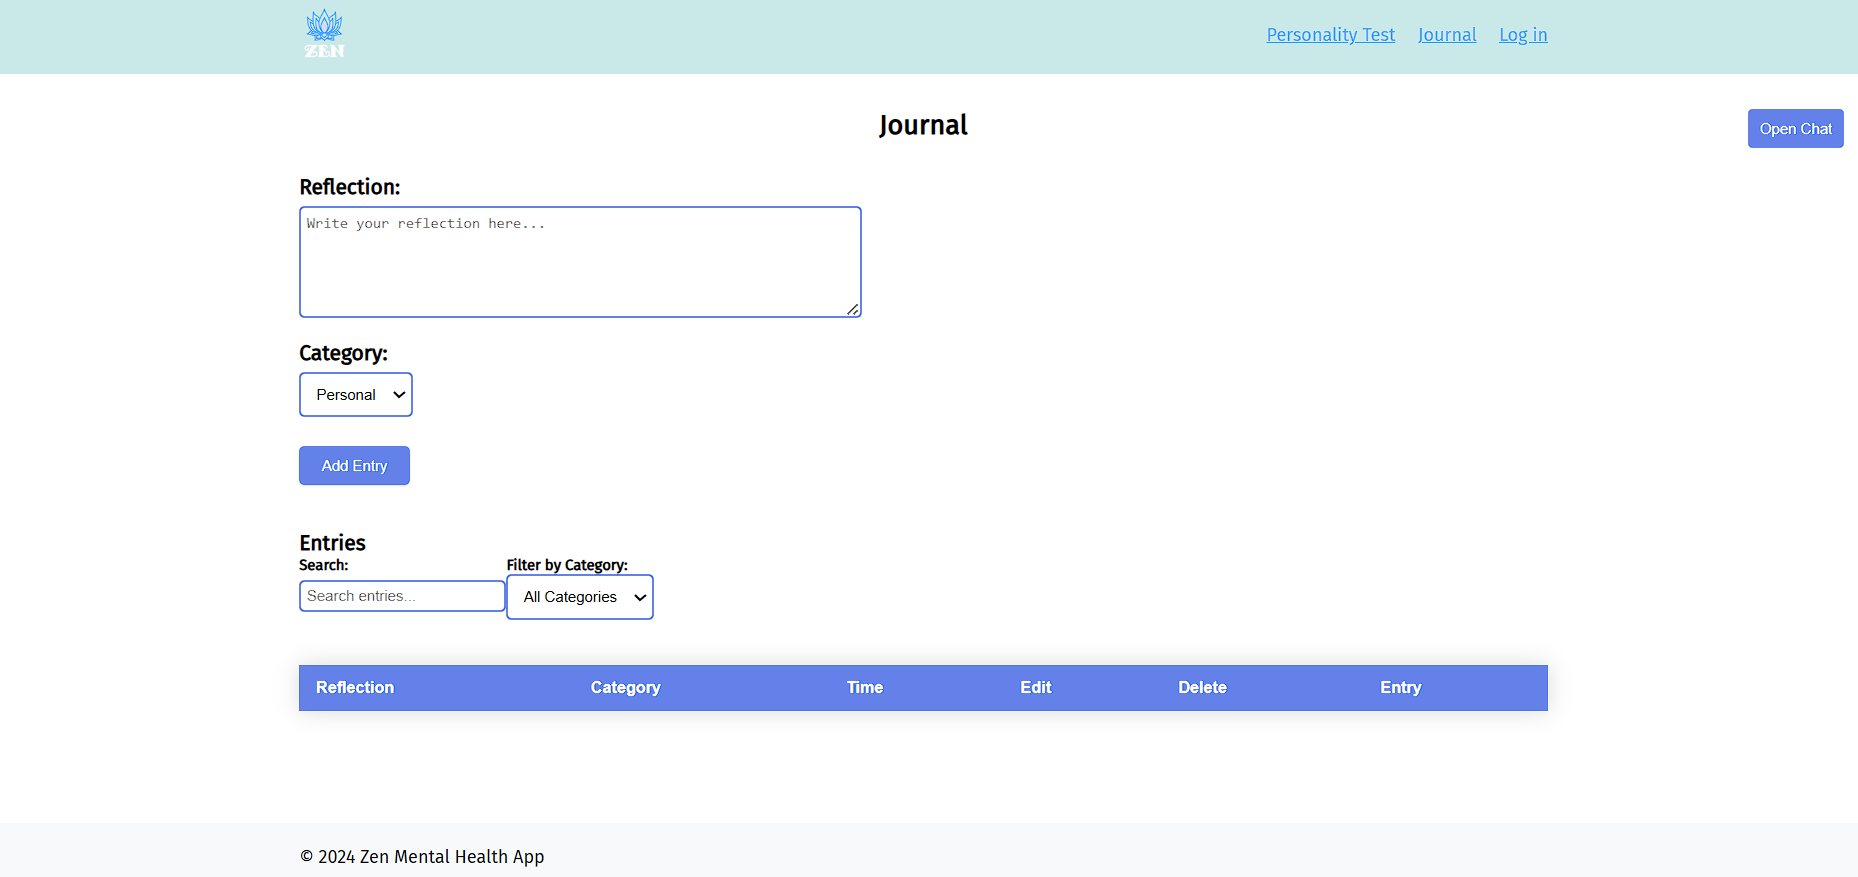 ZEN
Personality Test Journal Log in
Journal
Open Chat
Reflection:
Write your reflection here...
Category:
Personal
Add Entry
Entries
Search: Filter by Category:
Search entries... All Categories
Reflection Category Time Edit Delete Entry
© 2024 Zen Mental Health App